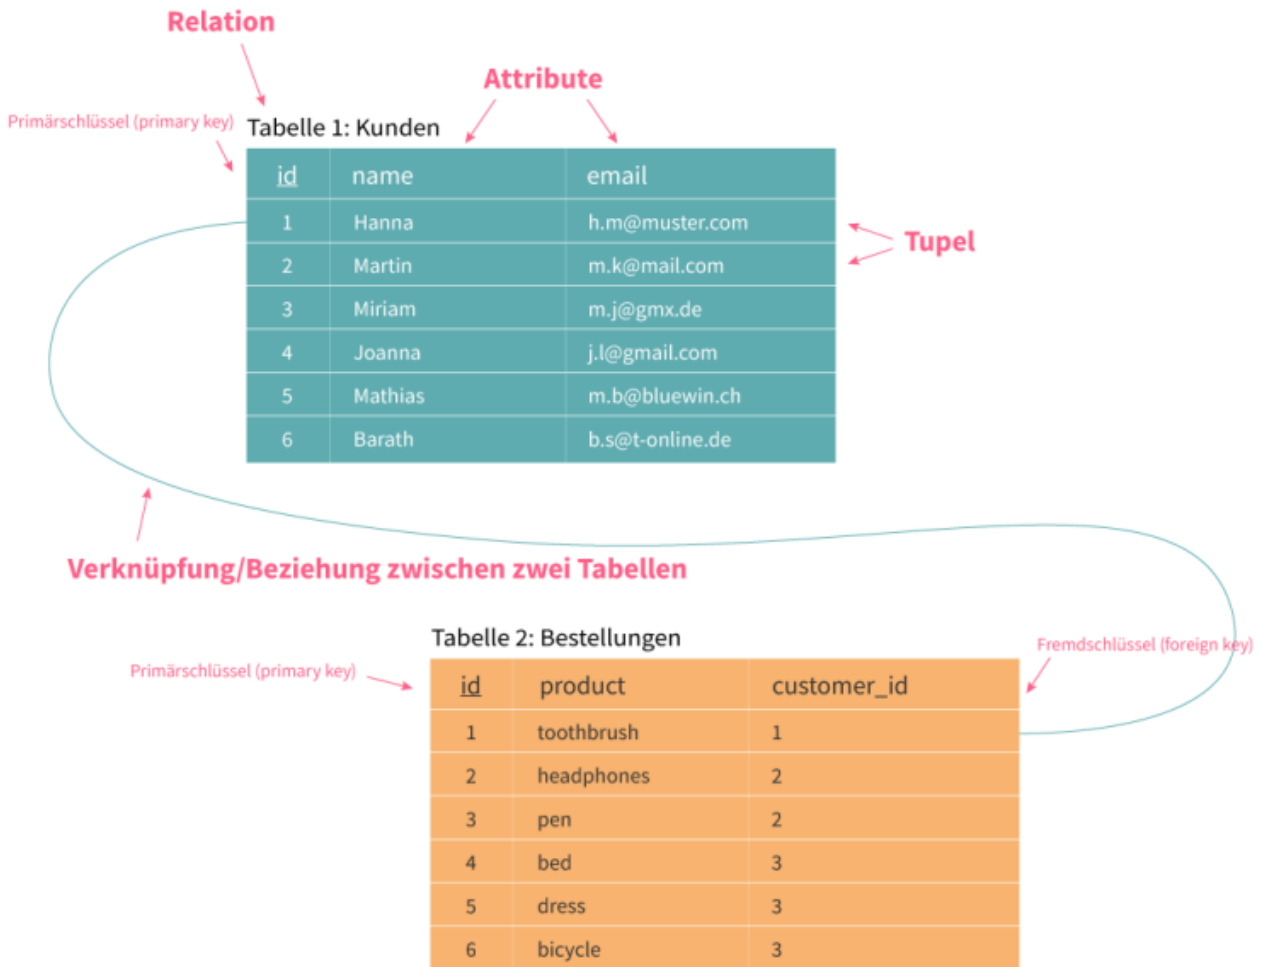 Relation
Attribute
Primärschlüssel (primary key)
Tabelle 1: Kunden
id name email
1 Hanna h.m@muster.com
Tupel
2 Martin m.k@mail.com
3 Miriam m.j@gmx.de
4 Joanna j.l@gmail.com
5 Mathias m.b@bluewin.ch
6 Barath b.s@t-online.de
Verknüpfung/Beziehung zwischen zwei Tabellen
Tabelle 2: Bestellungen
Fremdschlüssel (foreign key)
Primärschlüssel (primary key)
id product customer_id
1 toothbrush 1
2 headphones 2
3 pen 2
4 bed 3
5 dress 3
6 bicycle 3